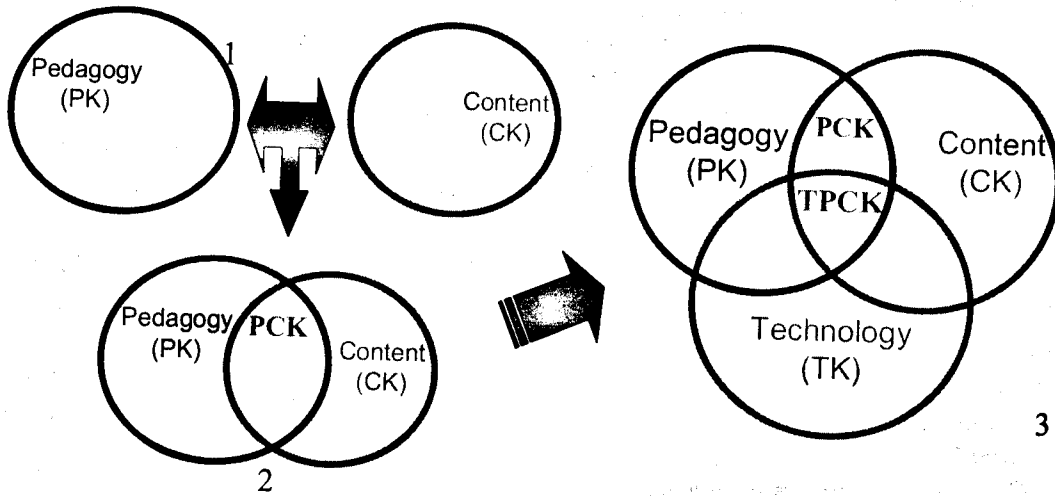 1
Pedagogy
(PK)
Content
(CK)
Pedagogy
(PK)
PCK
Content
(CK)
2
Pedagogy
(PK)
PCK
Content
(CK)
TPCK
Technology
(TK)
3